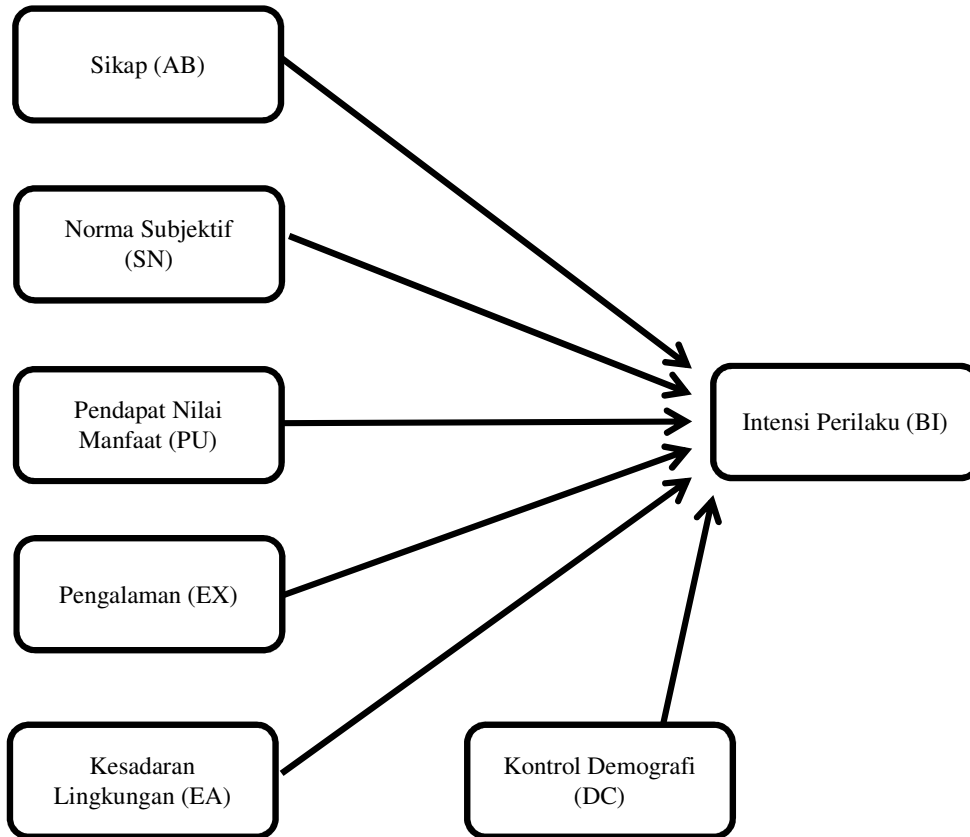 Sikap (AB)
Norma Subjektif
(SN)
Pendapat Nilai
Manfaat (PU)
Intensi Perilaku (BI)
Pengalaman (EX)
Kesadaran
Lingkungan (EA)
Kontrol Demografi
(DC)